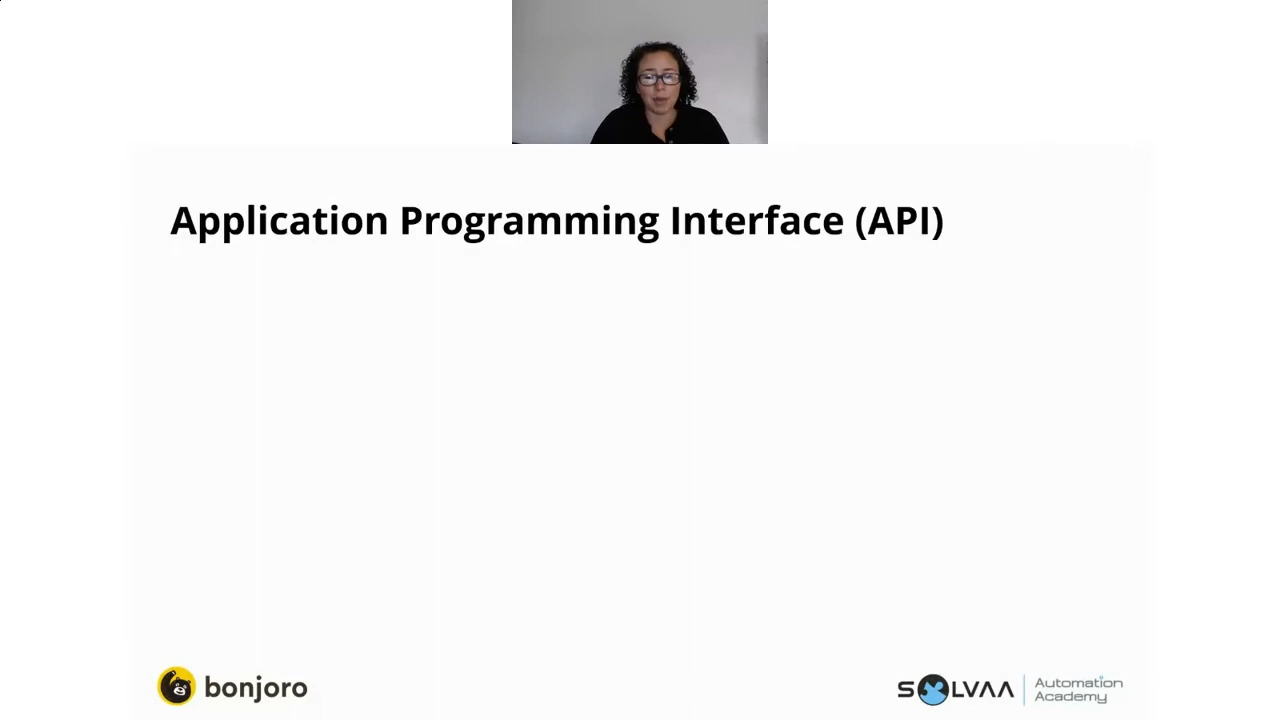 Application Programming Interface (API)
bonjoro
SOLVAA
Automation
Academy